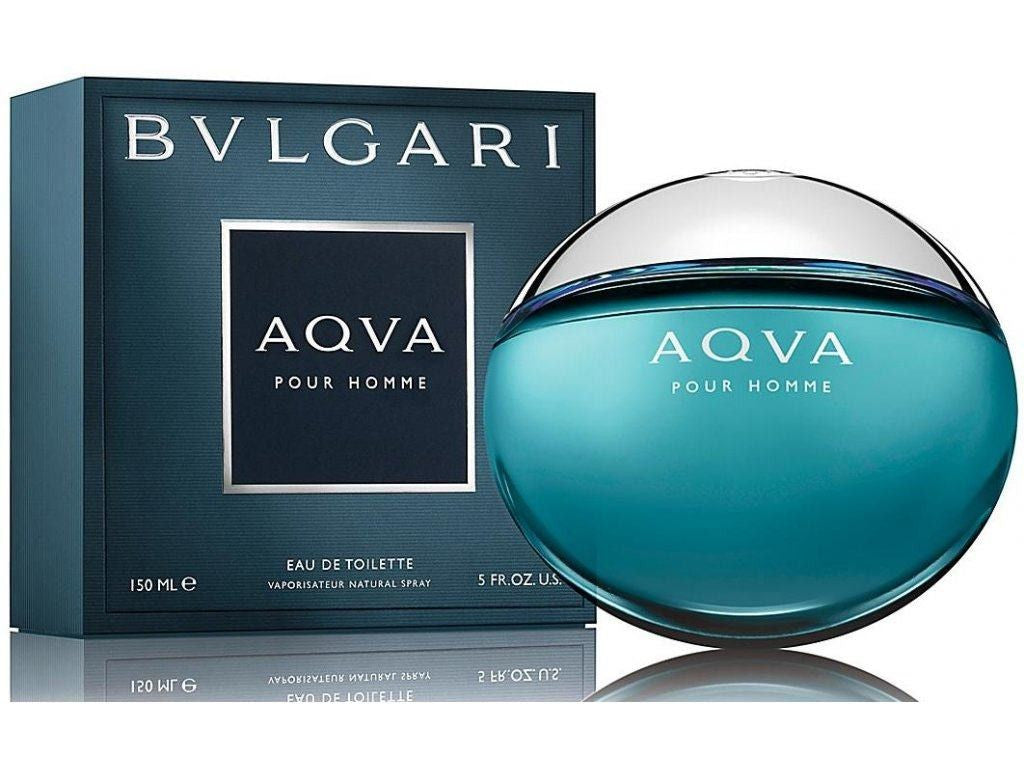 BVLGARI
AQVA
POUR HOMME
EAU DE TOILETTE
VAPORISATEUR NATURAL SPRAY
150 ML ℮
5 FR.OZ. U.S.
AQVA
POUR HOMME